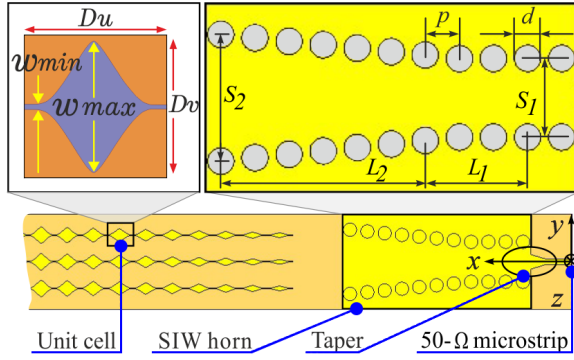 Du
wmin
wmax
Dv
p
d
S2
S1
L2
L1
y
x
z
Unit cell
SIW horn
Taper
50-Ω microstrip